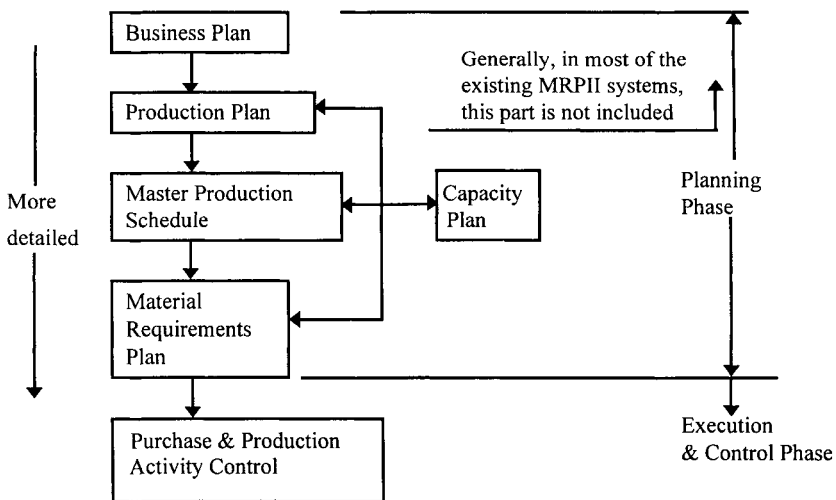 Business Plan
Generally, in most of the
existing MRPII systems,
this part is not included
Production Plan
More
detailed
Master Production
Schedule
Capacity
Plan
Planning
Phase
Material
Requirements
Plan
Purchase & Production
Activity Control
Execution
& Control Phase